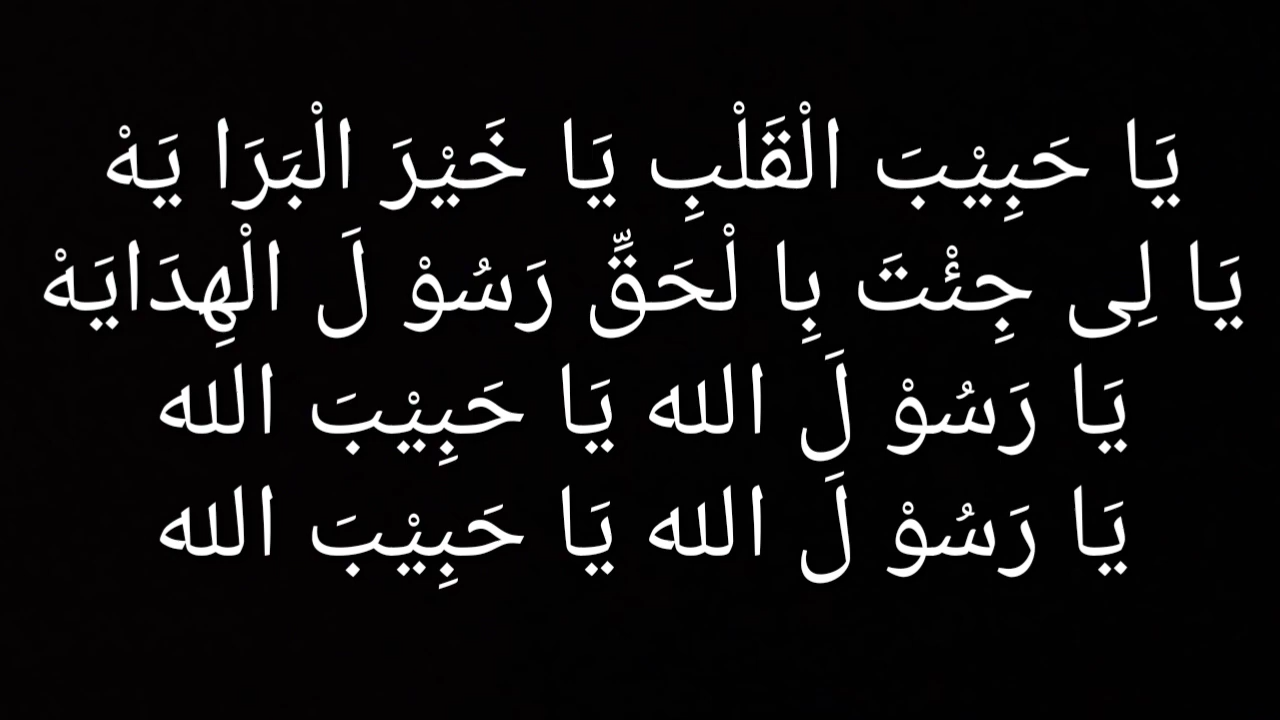 يَا حَبِيْبَ الْقَلْبِ يَا خَيْرَ الْبَرَا يَهْ
يَا لِى جِئْتَ بِا لْحَقِّ رَسُوْ لَ الْهِدَايَهْ
يَا رَسُوْ لَ الله يَا حَبِيْبَ الله
يَا رَسُوْ لَ الله يَا حَبِيْبَ الله